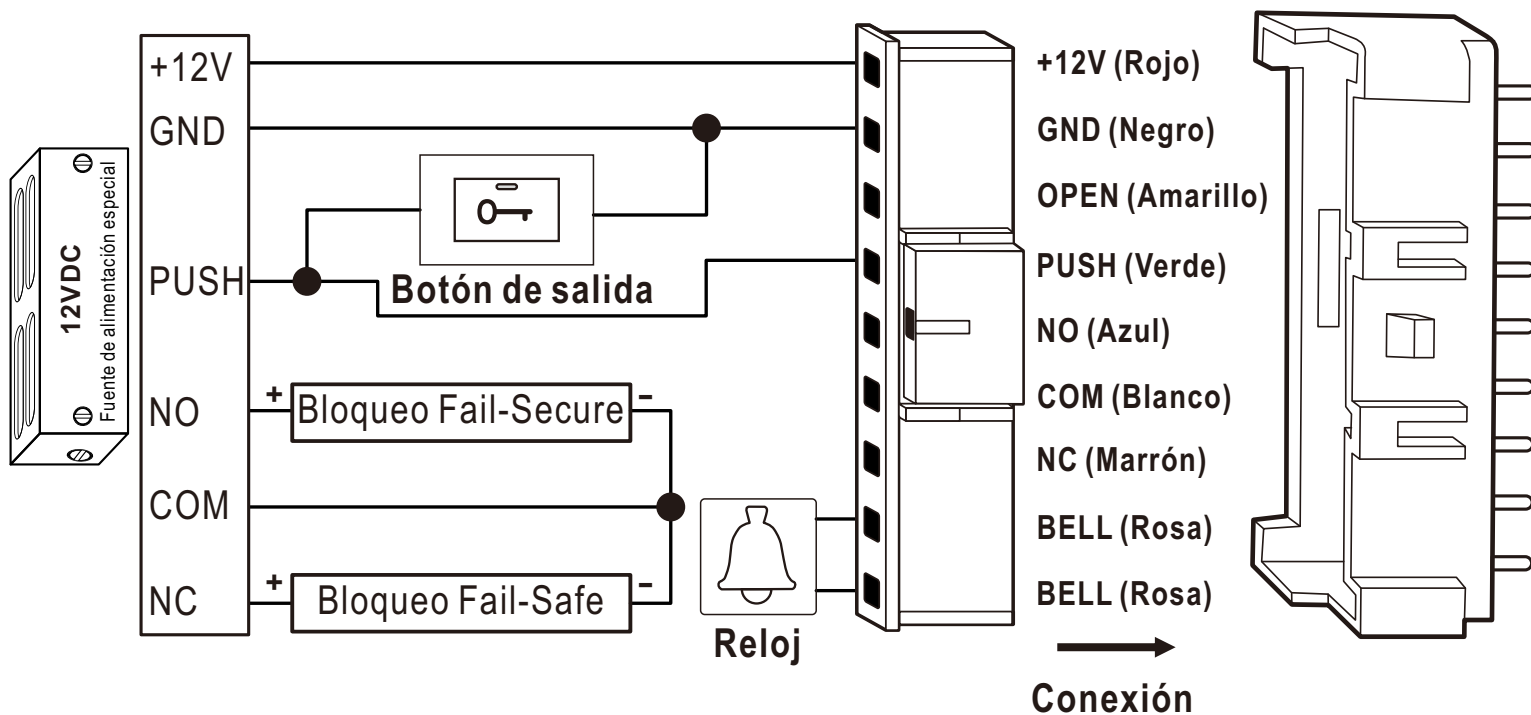 12VDC
Fuente de alimentación especial
+12V
GND
PUSH
NO
COM
NC
Botón de salida
+ Bloqueo Fail-Secure -
+ Bloqueo Fail-Safe -
Reloj
+12V (Rojo)
GND (Negro)
OPEN (Amarillo)
PUSH (Verde)
NO (Azul)
COM (Blanco)
NC (Marrón)
BELL (Rosa)
BELL (Rosa)
Conexión